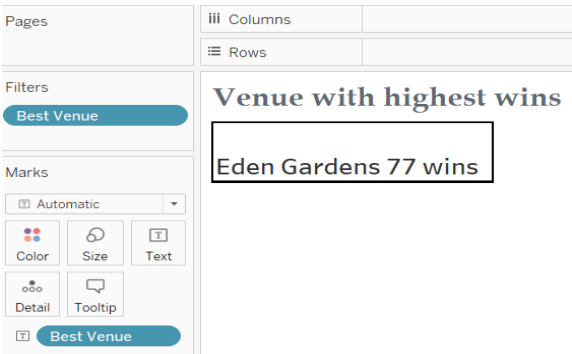 Pages
Columns
Rows
Filters
Best Venue
Marks
Automatic
Color Size Text
Detail Tooltip
Best Venue
Venue with highest wins
Eden Gardens 77 wins